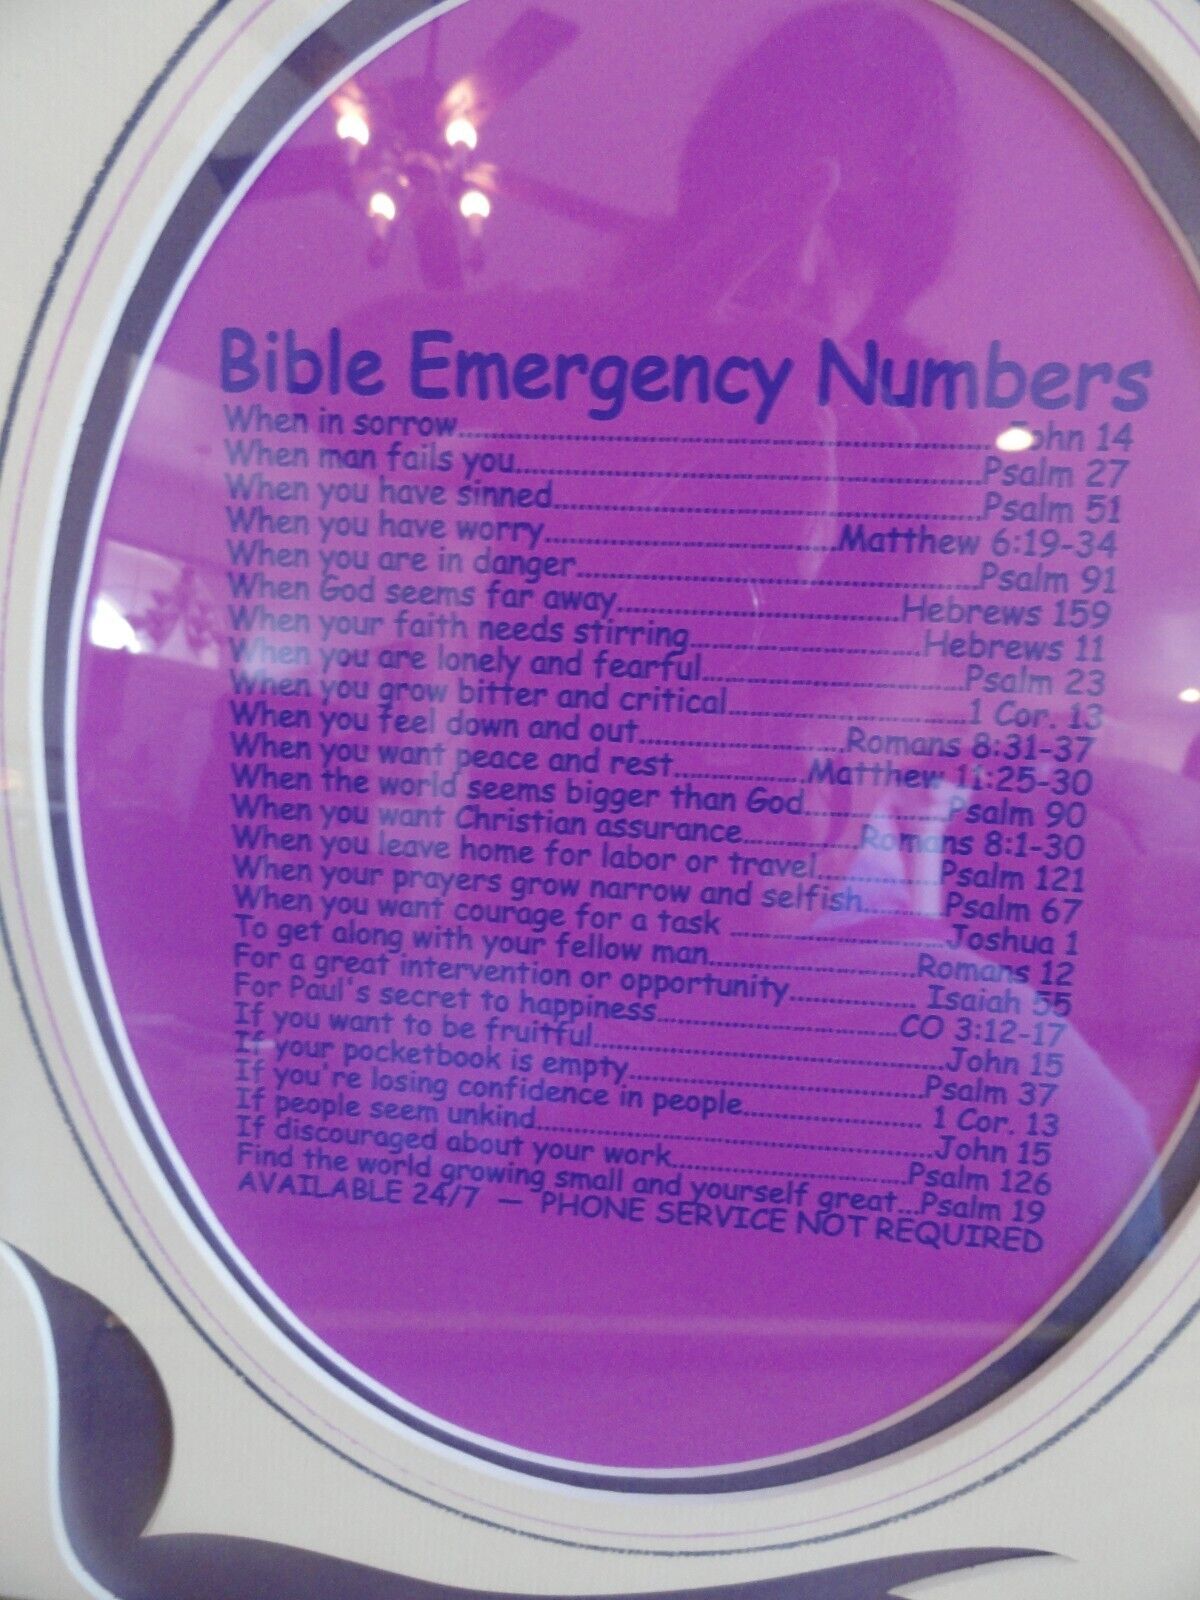 Bible Emergency Numbers
When in sorrow.......John 14
When man fails you.......Psalm 27
When you have sinned.......Psalm 51
When you have worry.......Matthew 6:19-34
When you are in danger.......Psalm 91
When God seems far away.......Hebrews 159
When your faith needs stirring.......Hebrews 11
When you are lonely and fearful.......Psalm 23
When you grow bitter and critical.......1 Cor. 13
When you feel down and out.......Romans 8:31-37
When you want peace and rest.......Matthew 11:25-30
When the world seems bigger than God.......Psalm 90
When you want Christian assurance.......Romans 8:1-30
When you leave home for labor or travel.......Psalm 121
When your prayers grow narrow and selfish.......Psalm 67
When you want courage for a task .......Joshua 1
To get along with your fellow man.......Romans 12
For a great intervention or opportunity....... Isaiah 55
For Paul's secret to happiness.......CO 3:12-17
If you want to be fruitful.......John 15
If your pocketbook is empty.......Psalm 37
If you're losing confidence in people....... 1 Cor. 13
If people seem unkind.......John 15
If discouraged about your work.......Psalm 126
Find the world growing small and yourself great...Psalm 19
AVAILABLE 24/7 — PHONE SERVICE NOT REQUIRED